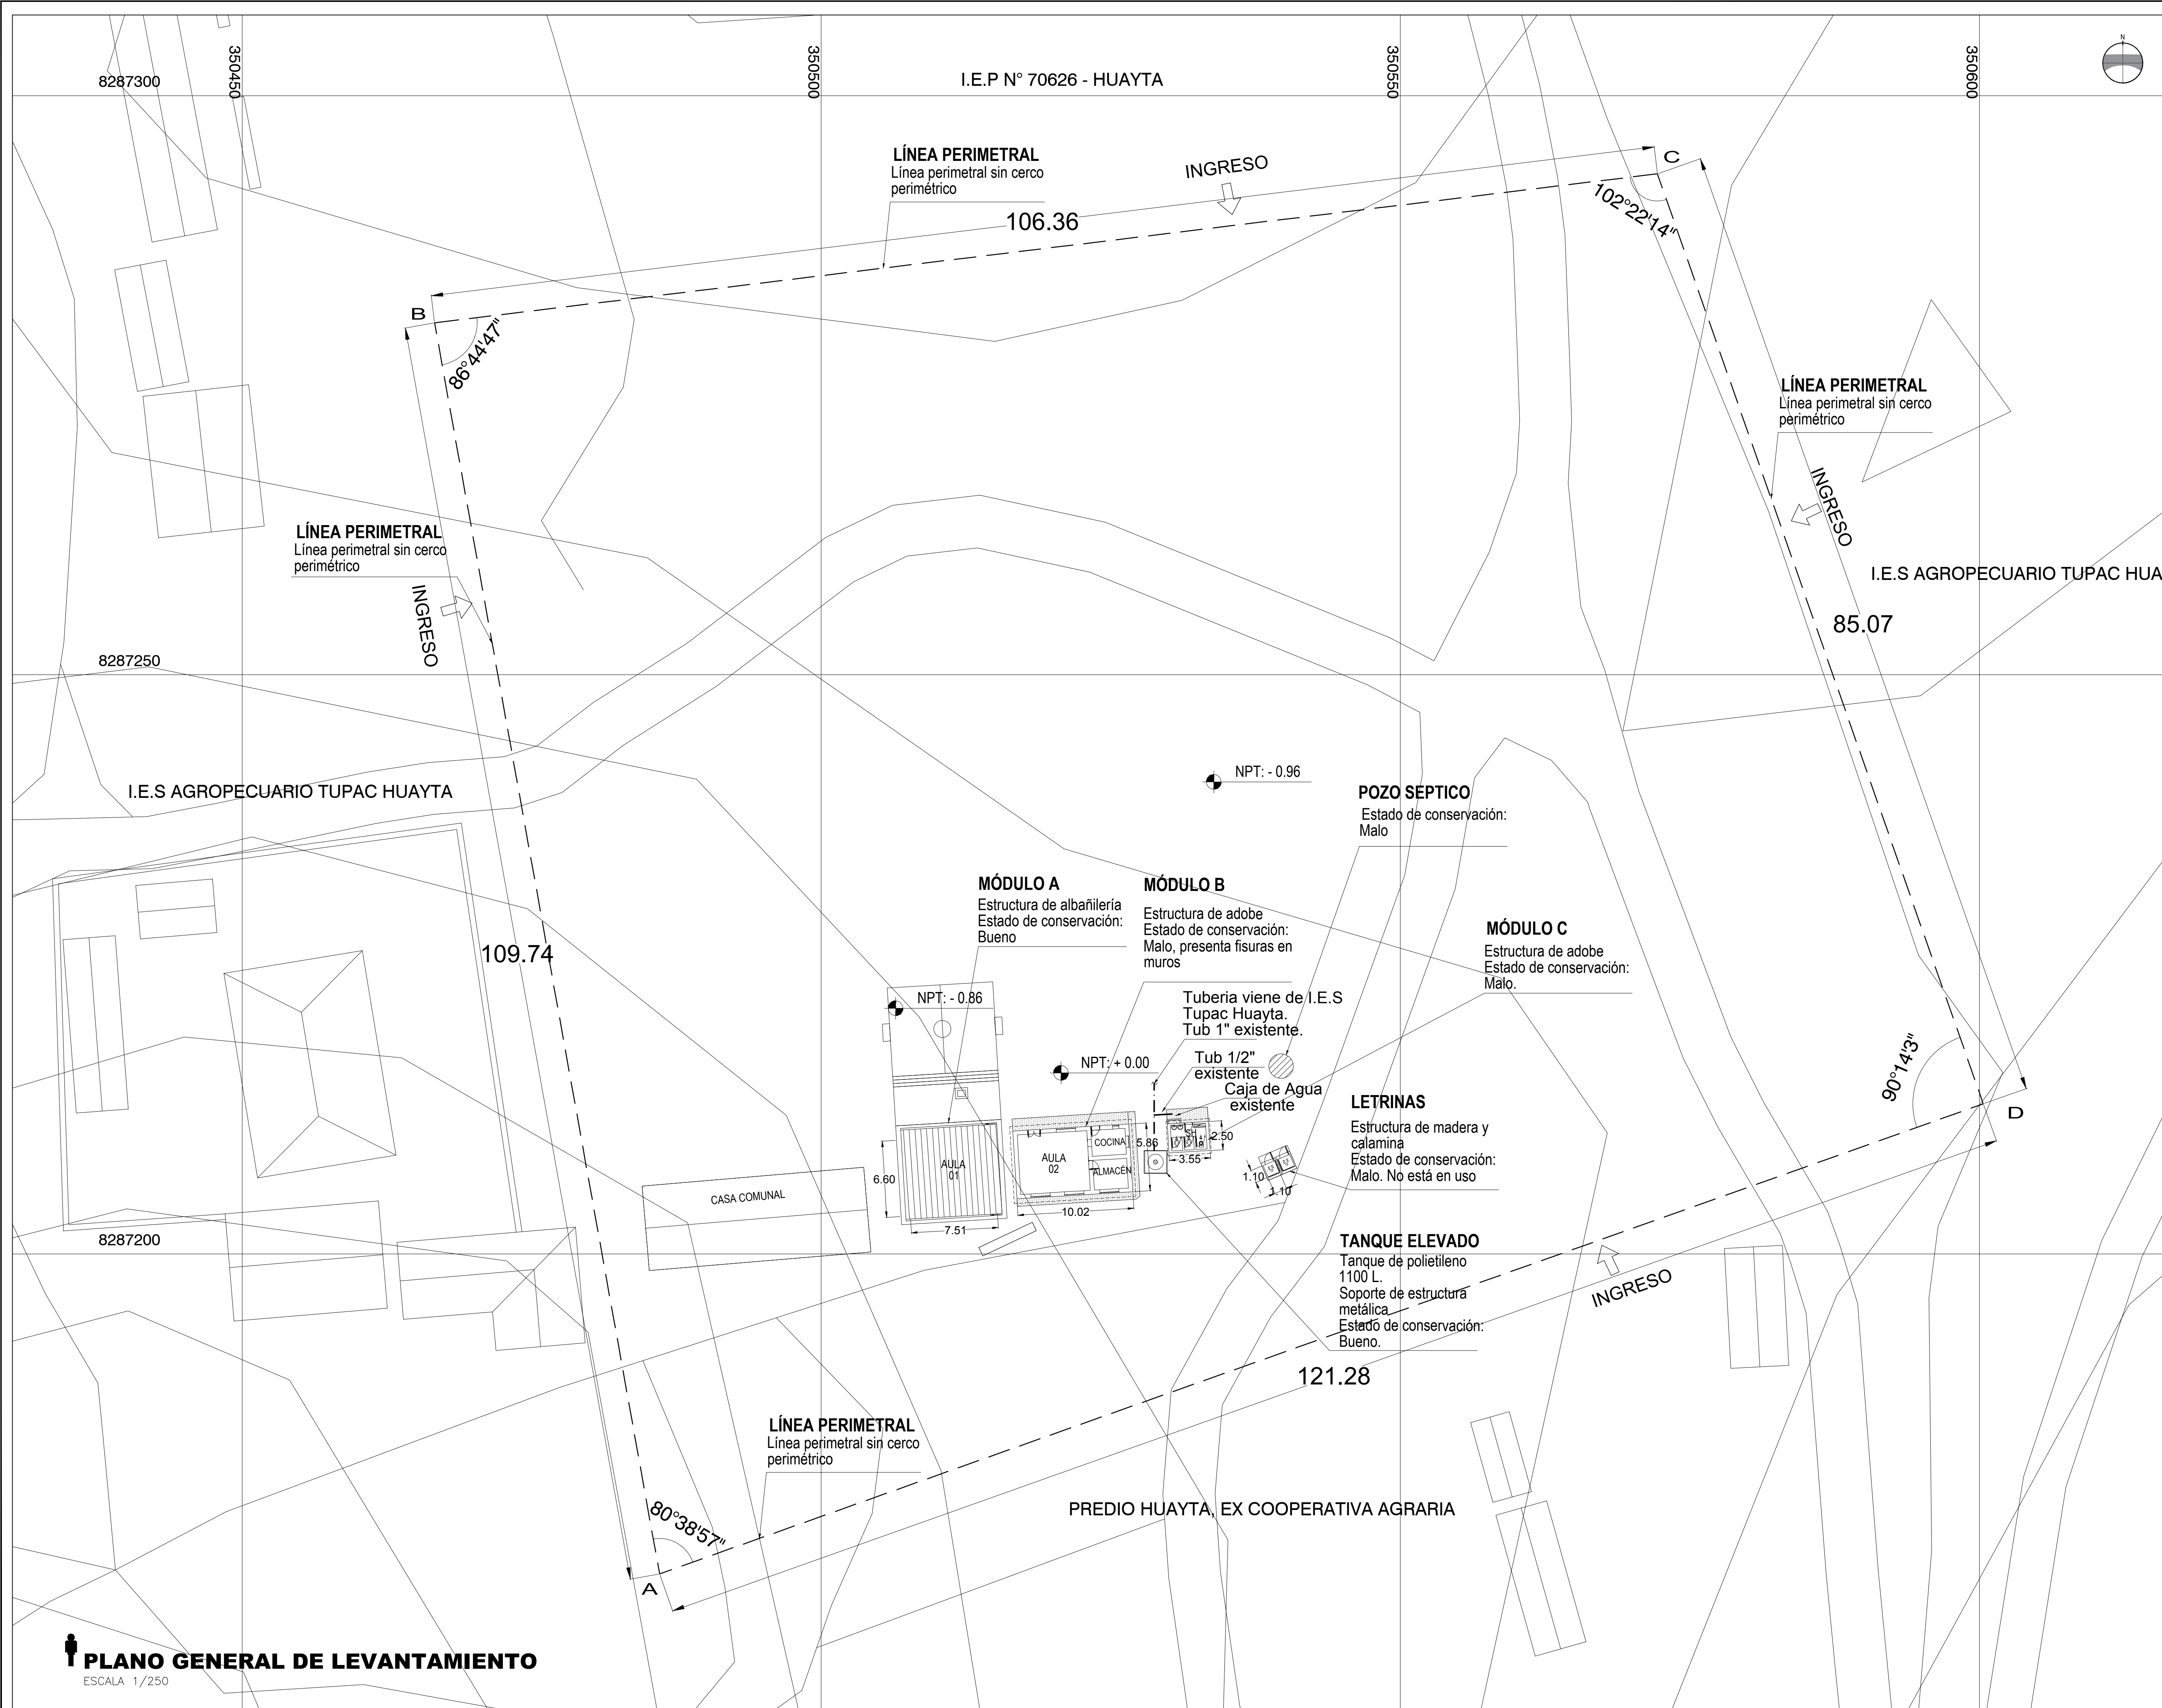 N
350450
350500
350550
350600
8287300
I.E.P N° 70626 - HUAYTA
LÍNEA PERIMETRAL
Línea perimetral sin cerco
perimétrico
INGRESO
106.36
C
102°22'14"
B
86°44'47"
LÍNEA PERIMETRAL
Línea perimetral sin cerco
perimétrico
INGRESO
LÍNEA PERIMETRAL
Línea perimetral sin cerco
perimétrico
INGRESO
I.E.S AGROPECUARIO TUPAC HUA
85.07
8287250
I.E.S AGROPECUARIO TUPAC HUAYTA
NPT: - 0.96
POZO SEPTICO
Estado de conservación:
Malo
MÓDULO A
Estructura de albañilería
Estado de conservación:
Bueno
MÓDULO B
Estructura de adobe
Estado de conservación:
Malo, presenta fisuras en
muros
MÓDULO C
Estructura de adobe
Estado de conservación:
Malo.
109.74
NPT: - 0.86
Tuberia viene de I.E.S
Tupac Huayta.
Tub 1" existente.
NPT: + 0.00
Tub 1/2"
existente
Caja de Agua
existente
90°14'3"
D
LETRINAS
Estructura de madera y
calamina
Estado de conservación:
Malo. No está en uso
AULA
01
AULA
02
COCINA
ALMACÉN
5.86
2.50
3.55
1.10
1.10
6.60
7.51
10.02
CASA COMUNAL
8287200
TANQUE ELEVADO
Tanque de polietileno
1100 L.
Soporte de estructura
metálica
Estado de conservación:
Bueno.
INGRESO
121.28
LÍNEA PERIMETRAL
Línea perimetral sin cerco
perimétrico
80°38'57"
A
PREDIO HUAYTA, EX COOPERATIVA AGRARIA
PLANO GENERAL DE LEVANTAMIENTO
ESCALA 1/250